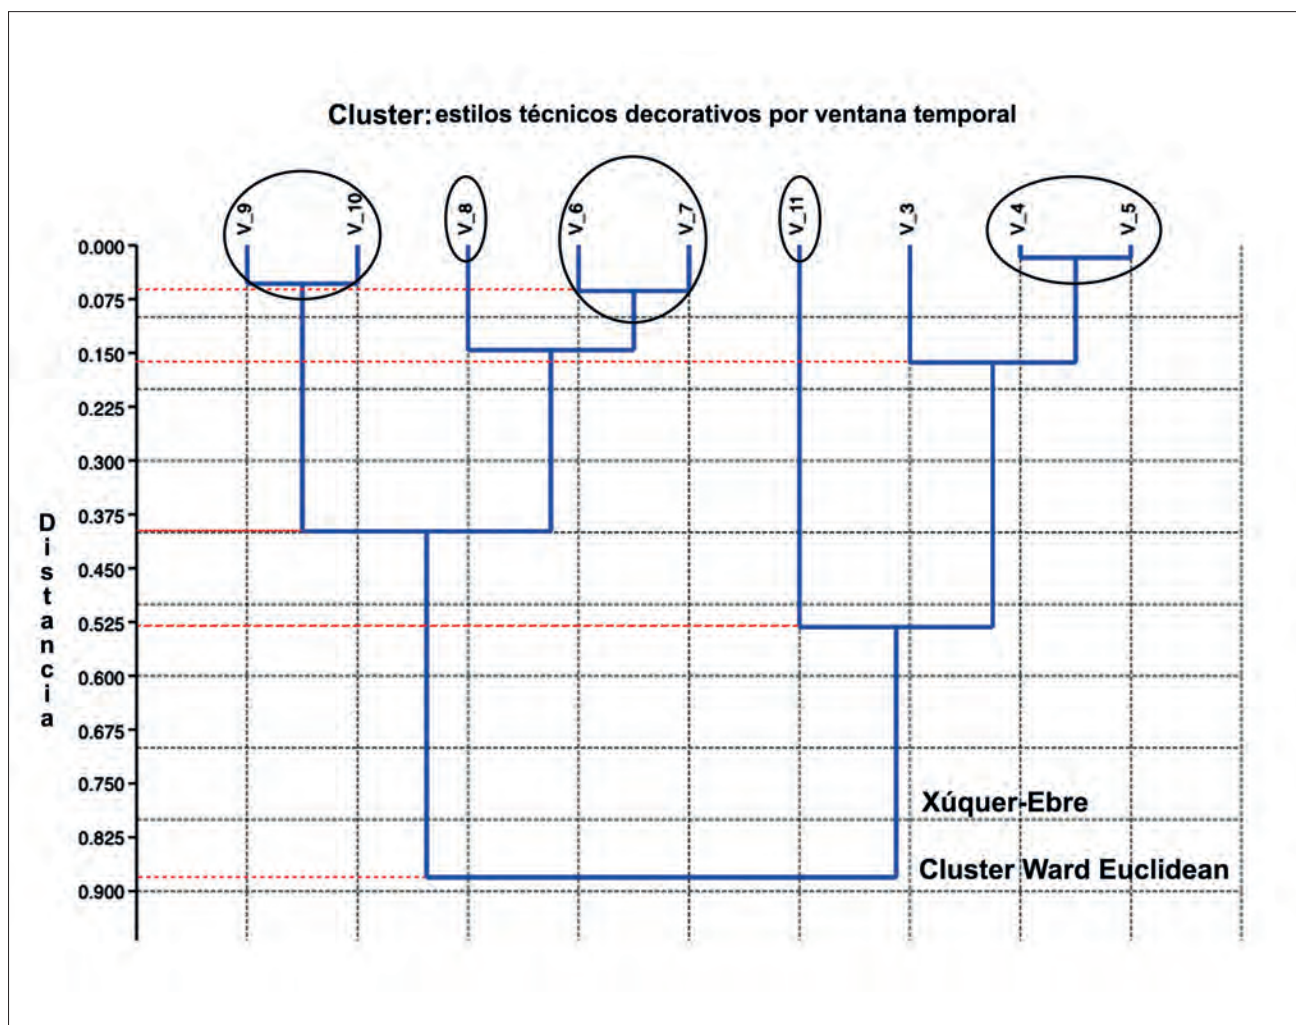 Cluster: estilos técnicos decorativos por ventana temporal
V_9 V_10 V_8 V_6 V_7 V_11 V_3 V_4 V_5
0.000
0.075
0.150
0.225
0.300
0.375
0.450
0.525
0.600
0.675
0.750
0.825
0.900
Distancia
Xúquer-Ebre
Cluster Ward Euclidean